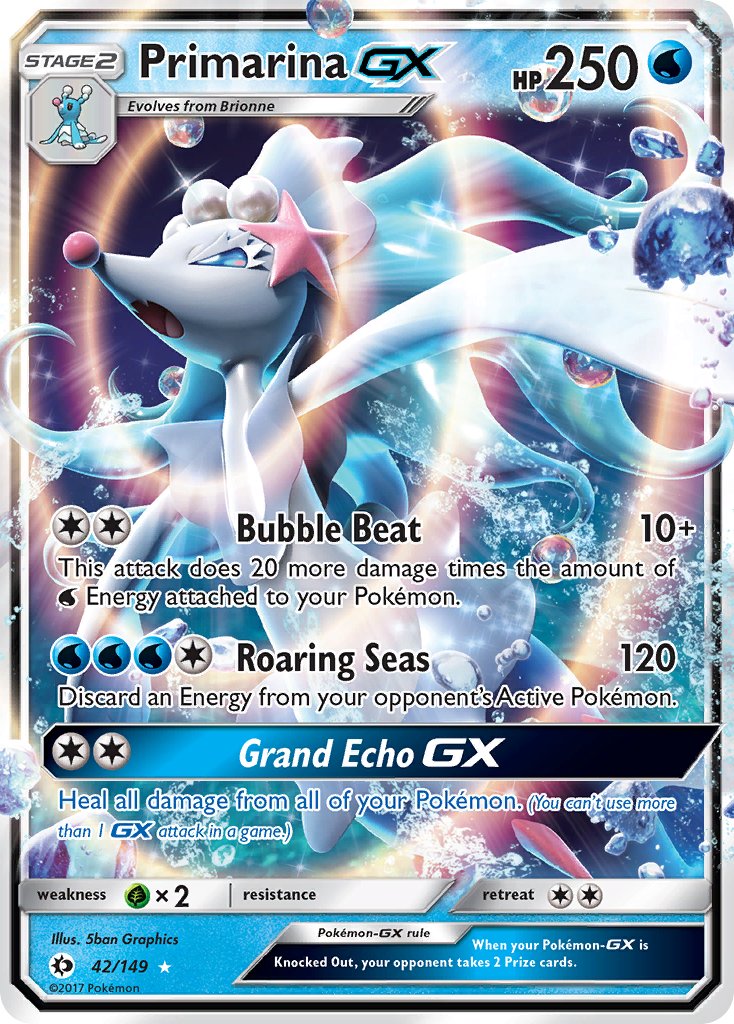 STAGE 2
Primarina GX
HP 250
Evolves from Brionne
Bubble Beat 10+
This attack does 20 more damage times the amount of
Energy attached to your Pokémon.
Roaring Seas 120
Discard an Energy from your opponent's Active Pokémon.
Grand Echo GX
Heal all damage from all of your Pokémon. (You can't use more
than 1 GX attack in a game.)
weakness ×2 resistance retreat
Illus. 5ban Graphics
42/149
©2017 Pokémon
Pokémon-GX rule
When your Pokémon-GX is
Knocked Out, your opponent takes 2 Prize cards.